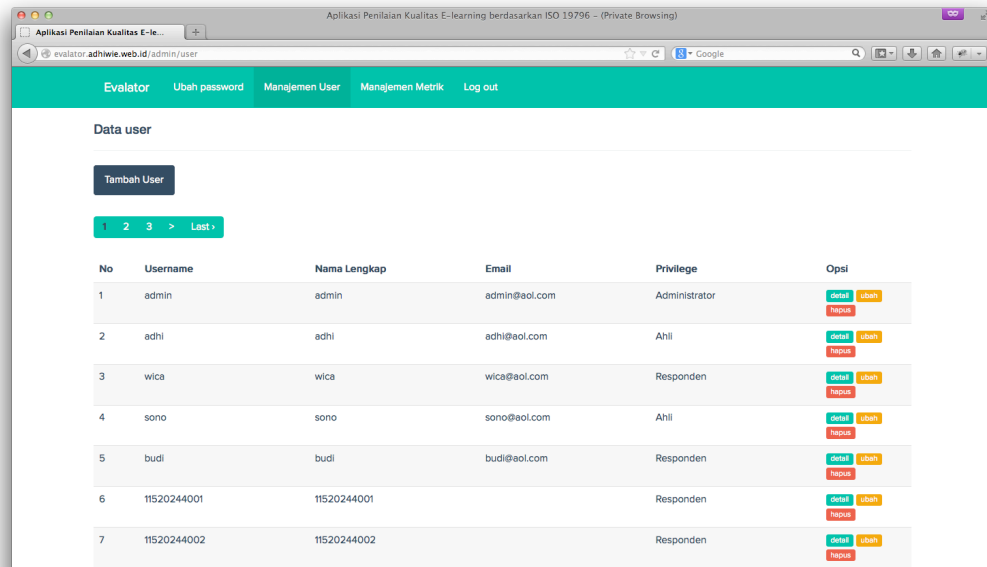 Aplikasi Penilaian Kualitas E-learning berdasarkan ISO 19796 – (Private Browsing)
Aplikasi Penilaian Kualitas E-le...
evalator.adhiwie.web.id/admin/user
Google
Evalator Ubah password Manajemen User Manajemen Metrik Log out
Data user
Tambah User
1 2 3 > Last ›
No Username Nama Lengkap Email Privilege Opsi
1 admin admin admin@aol.com Administrator detail ubah
hapus
2 adhi adhi adhi@aol.com Ahli detail ubah
hapus
3 wica wica wica@aol.com Responden detail ubah
hapus
4 sono sono sono@aol.com Ahli detail ubah
hapus
5 budi budi budi@aol.com Responden detail ubah
hapus
6 11520244001 11520244001 Responden detail ubah
hapus
7 11520244002 11520244002 Responden detail ubah
hapus